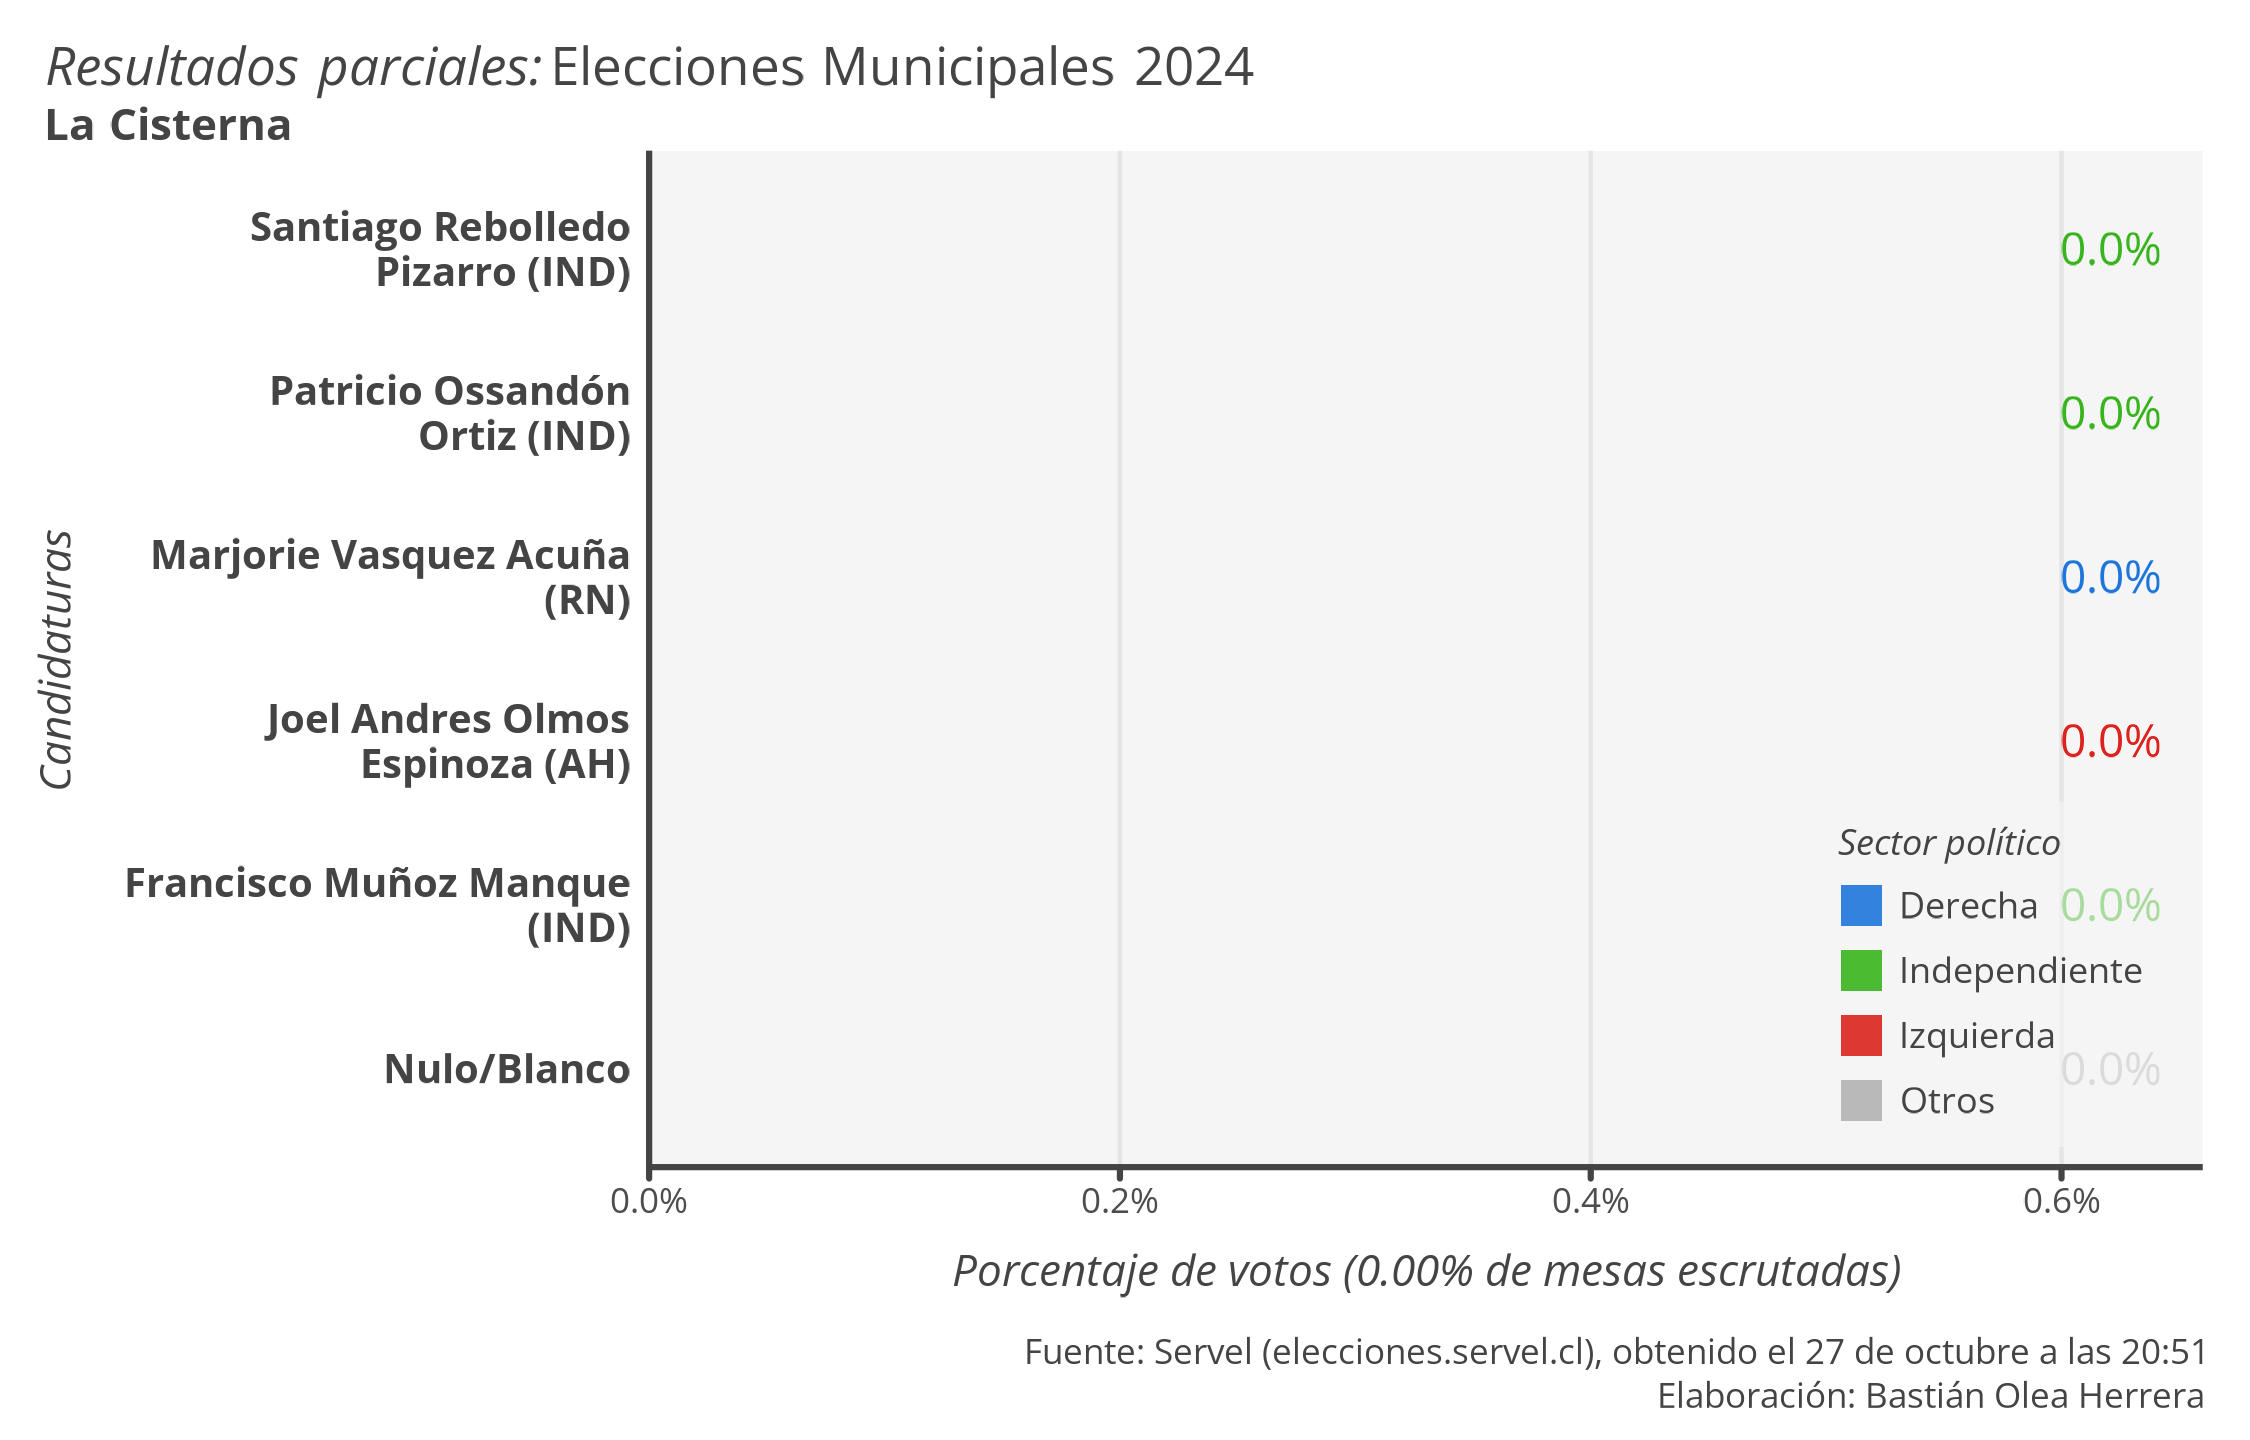 Resultados parciales: Elecciones Municipales 2024
La Cisterna
Candidaturas
Santiago Rebolledo
Pizarro (IND)
0.0%
Patricio Ossandón
Ortiz (IND)
0.0%
Marjorie Vasquez Acuña
(RN)
0.0%
Joel Andres Olmos
Espinoza (AH)
0.0%
Francisco Muñoz Manque
(IND)
0.0%
Nulo/Blanco
0.0%
Sector político
Derecha
Independiente
Izquierda
Otros
0.0% 0.2% 0.4% 0.6%
Porcentaje de votos (0.00% de mesas escrutadas)
Fuente: Servel (elecciones.servel.cl), obtenido el 27 de octubre a las 20:51
Elaboración: Bastián Olea Herrera